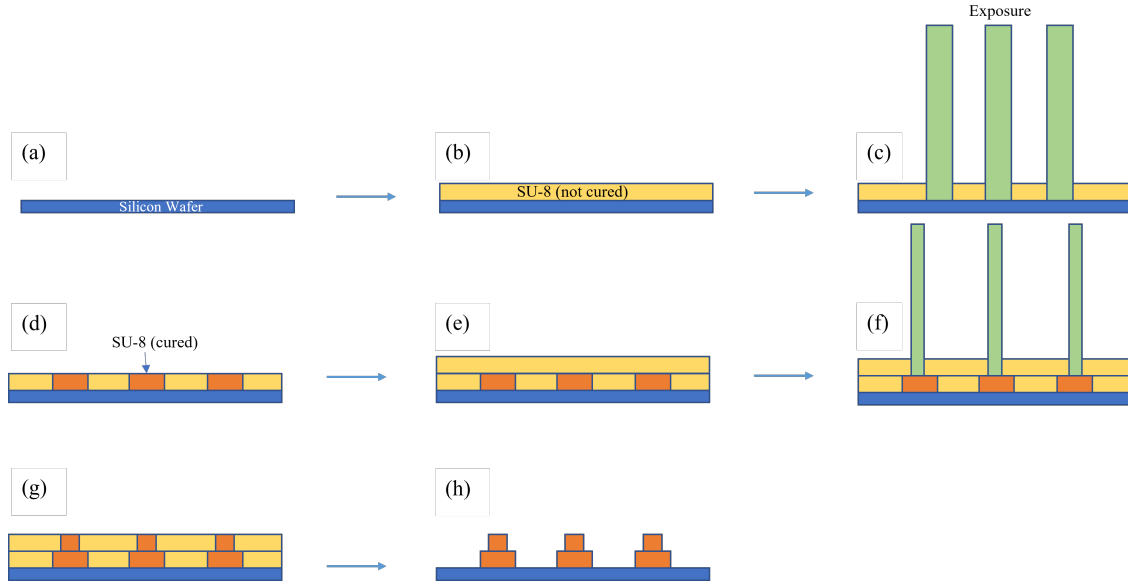 Exposure
(a)
(b)
(c)
SU-8 (not cured)
Silicon Wafer
(d)
(e)
(f)
SU-8 (cured)
(g)
(h)